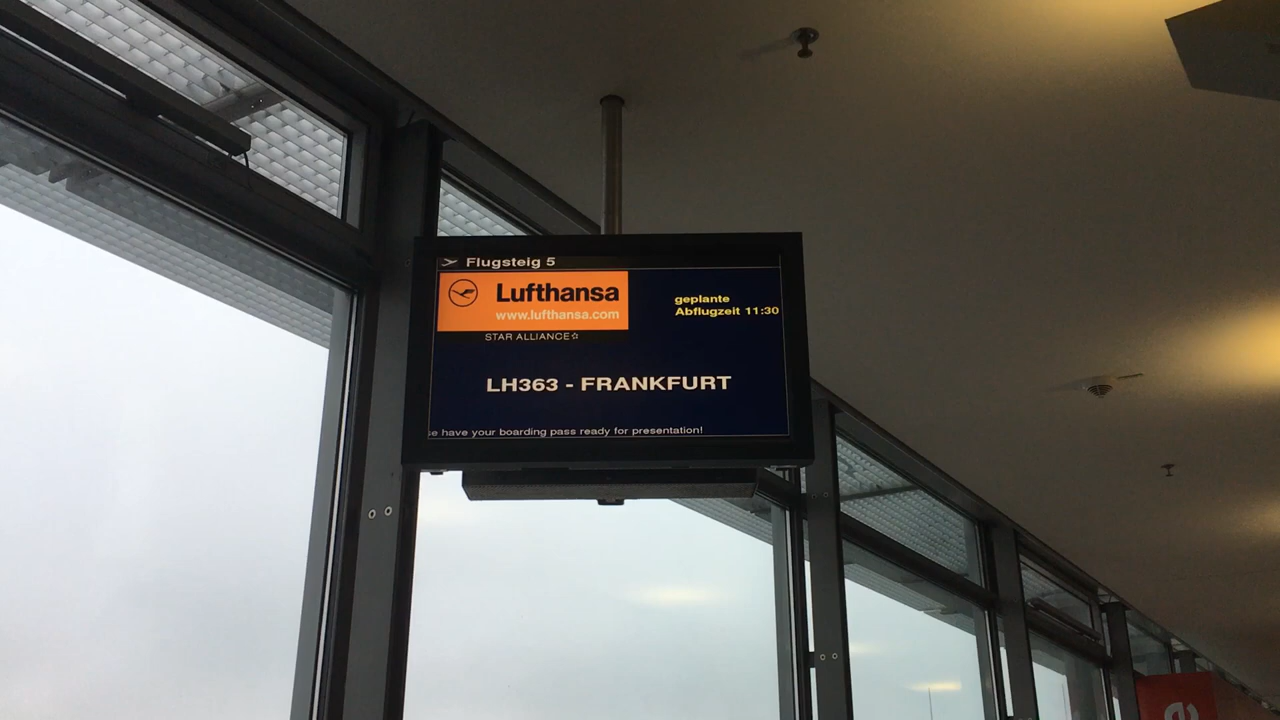 Flugsteig 5
Lufthansa
www.lufthansa.com
geplante
Abflugzeit 11:30
STAR ALLIANCE
LH363 - FRANKFURT
have your boarding pass ready for presentation!